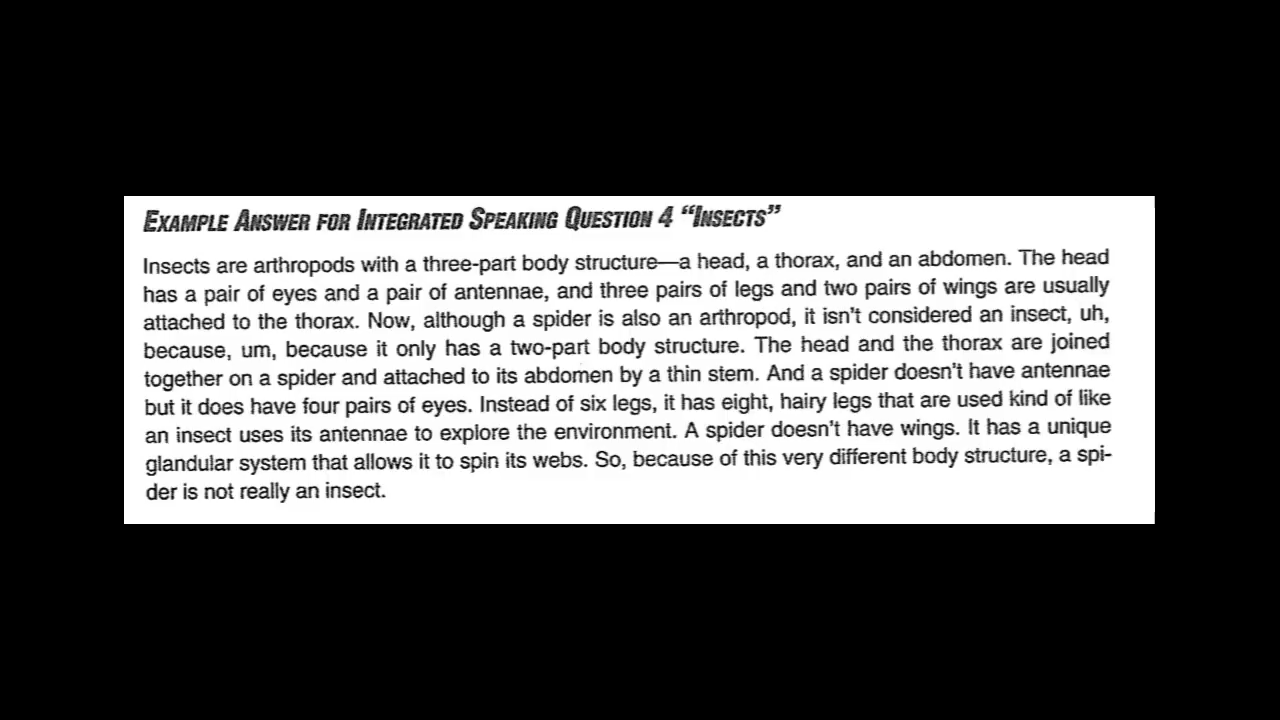 EXAMPLE ANSWER FOR INTEGRATED SPEAKING QUESTION 4 “INSECTS”
Insects are arthropods with a three-part body structure—a head, a thorax, and an abdomen. The head
has a pair of eyes and a pair of antennae, and three pairs of legs and two pairs of wings are usually
attached to the thorax. Now, although a spider is also an arthropod, it isn’t considered an insect, uh,
because, um, because it only has a two-part body structure. The head and the thorax are joined
together on a spider and attached to its abdomen by a thin stem. And a spider doesn’t have antennae
but it does have four pairs of eyes. Instead of six legs, it has eight, hairy legs that are used kind of like
an insect uses its antennae to explore the environment. A spider doesn’t have wings. It has a unique
glandular system that allows it to spin its webs. So, because of this very different body structure, a spi-
der is not really an insect.